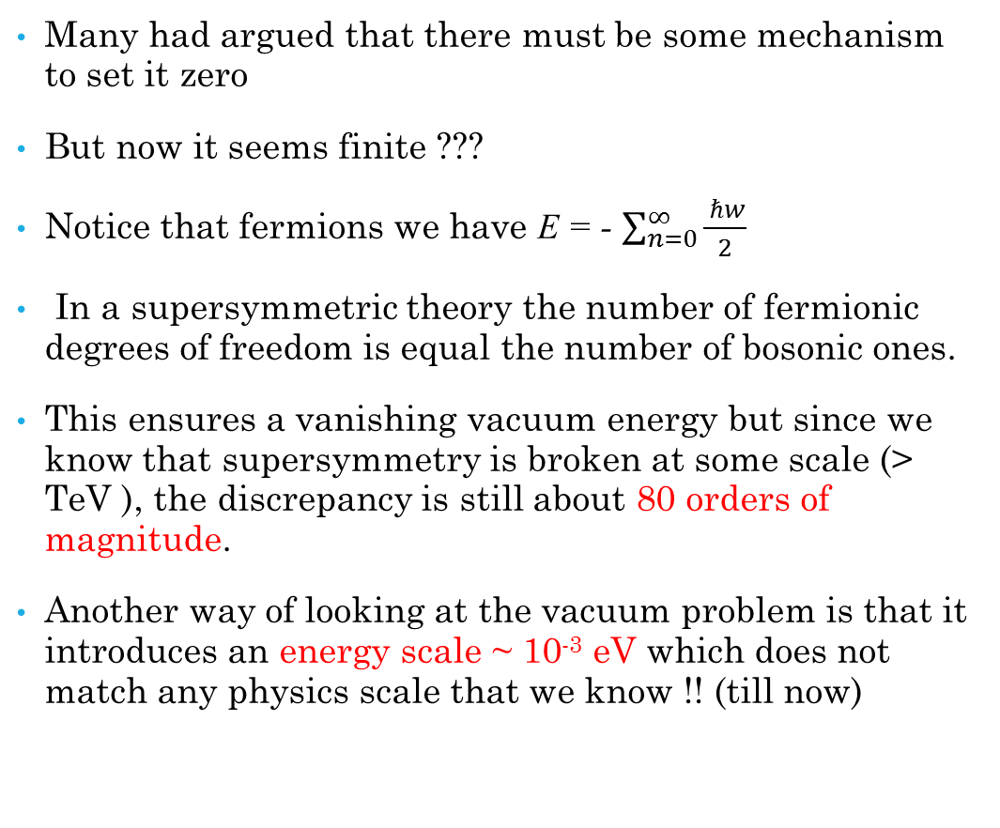 • Many had argued that there must be some mechanism
to set it zero
• But now it seems finite ???
• Notice that fermions we have E = - ∑_{n=0}^{∞} ħw/2
• In a supersymmetric theory the number of fermionic
degrees of freedom is equal the number of bosonic ones.
• This ensures a vanishing vacuum energy but since we
know that supersymmetry is broken at some scale (>
TeV ), the discrepancy is still about 80 orders of
magnitude.
• Another way of looking at the vacuum problem is that it
introduces an energy scale ~ 10⁻³ eV which does not
match any physics scale that we know !! (till now)